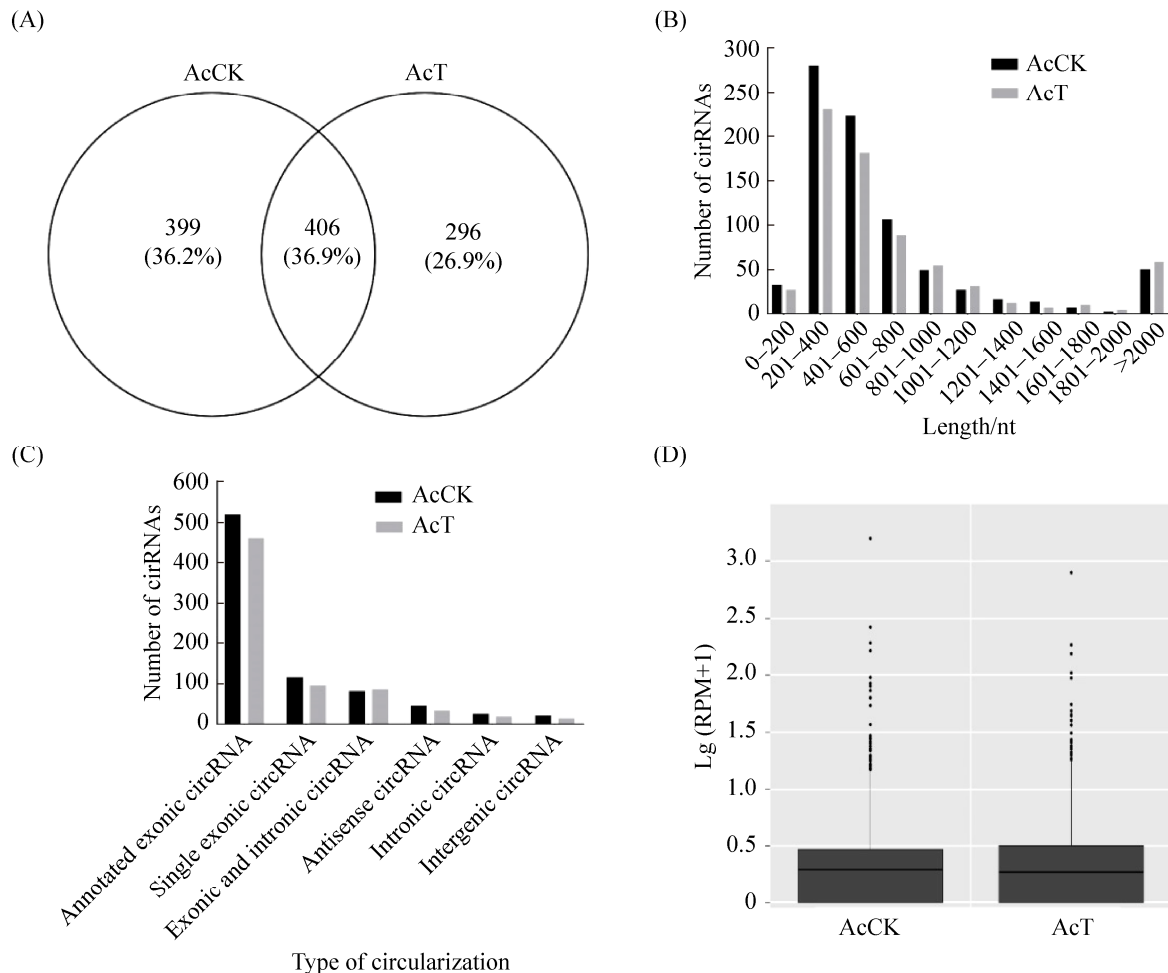 (A)
AcCK
AcT
399
(36.2%)
406
(36.9%)
296
(26.9%)
(B)
300
250
200
150
100
50
0
Number of cirRNAs
AcCK
ΛcT
0–200
201–400
401–600
601–800
801–1000
1001–1200
1201–1400
1401–1600
1601–1800
1801–2000
>2000
Length/nt
(C)
600
500
400
300
200
100
0
Number of cirRNAs
AcCK
AcT
Annotated exonic circRNA
Single exonic circRNA
Exonic and intronic circRNA
Antisense circRNA
Intronic circRNA
Intergenic circRNA
Type of circularization
(D)
3.0
2.5
2.0
1.5
1.0
0.5
0
Lg (RPM+1)
AcCK
AcT